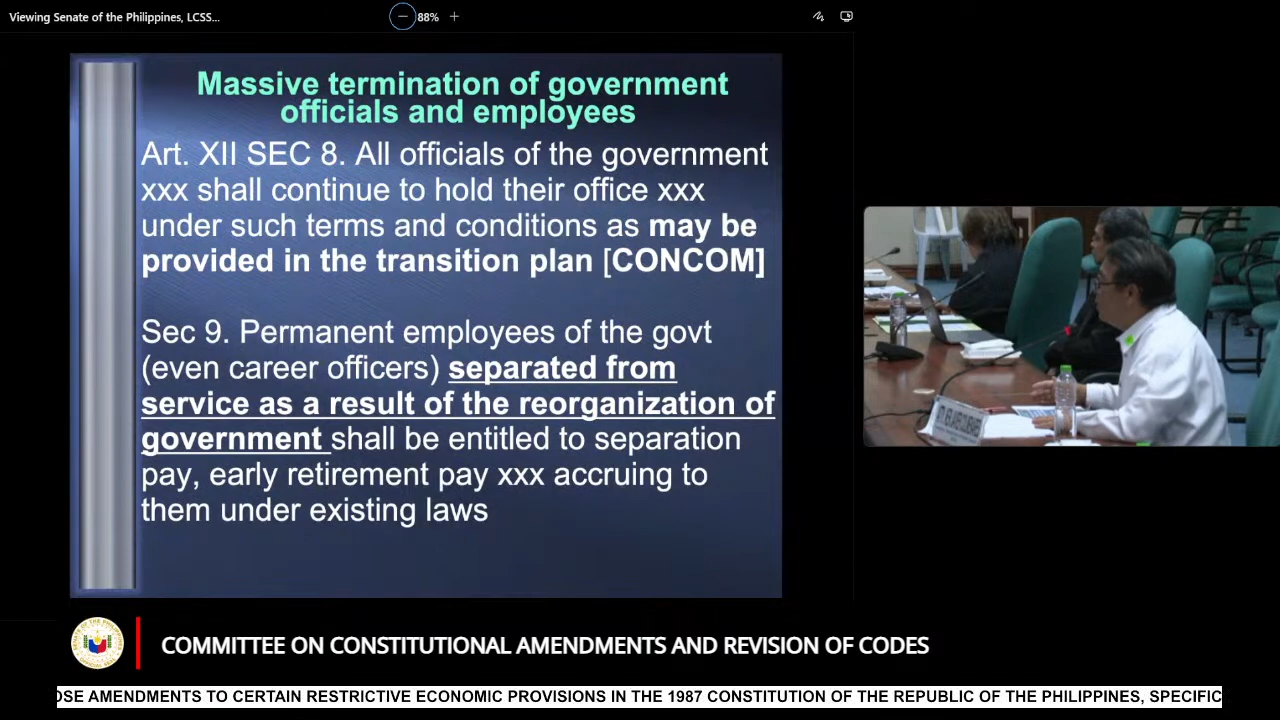 Viewing Senate of the Philippines, LCSS...
88%
Massive termination of government
officials and employees
Art. XII SEC 8. All officials of the government
xxx shall continue to hold their office xxx
under such terms and conditions as may be
provided in the transition plan [CONCOM]
Sec 9. Permanent employees of the govt
(even career officers) separated from
service as a result of the reorganization of
government shall be entitled to separation
pay, early retirement pay xxx accruing to
them under existing laws
COMMITTEE ON CONSTITUTIONAL AMENDMENTS AND REVISION OF CODES
OSE AMENDMENTS TO CERTAIN RESTRICTIVE ECONOMIC PROVISIONS IN THE 1987 CONSTITUTION OF THE REPUBLIC OF THE PHILIPPINES, SPECIFIC